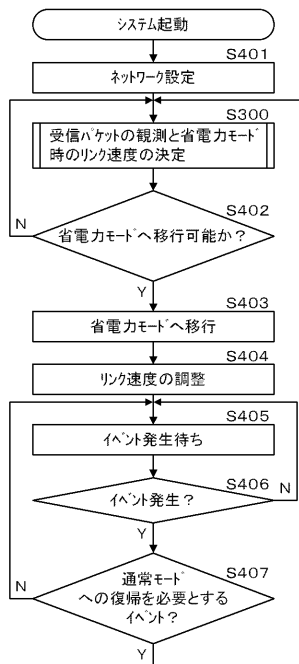 システム起動
S401
ネットワーク設定
S300
受信パケットの観測と省電力モード
時のリンク速度の決定
S402
省電力モードへ移行可能か？
N
Y
S403
省電力モードへ移行
S404
リンク速度の調整
S405
イベント発生待ち
S406
イベント発生？
N
Y
S407
通常モード
への復帰を必要とする
イベント？
N
Y